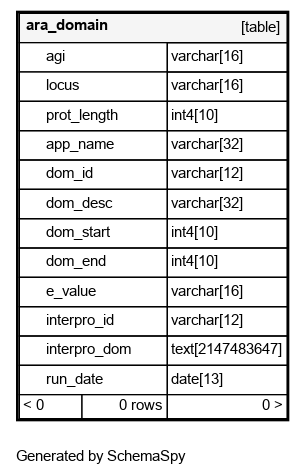 ara_domain [table]
agi varchar[16]
locus varchar[16]
prot_length int4[10]
app_name varchar[32]
dom_id varchar[12]
dom_desc varchar[32]
dom_start int4[10]
dom_end int4[10]
e_value varchar[16]
interpro_id varchar[12]
interpro_dom text[2147483647]
run_date date[13]
< 0 0 rows 0 >
Generated by SchemaSpy